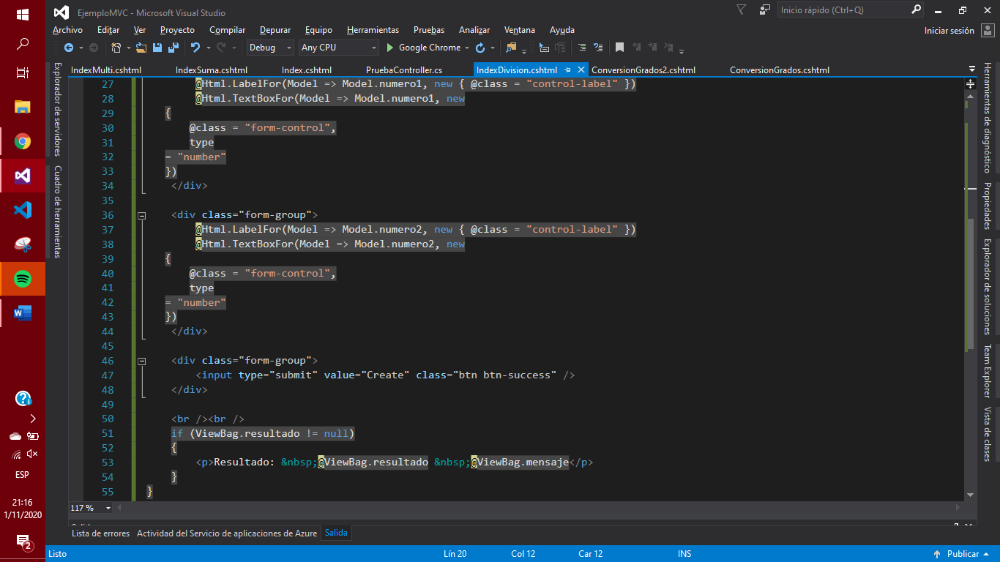 EjemploMVC - Microsoft Visual Studio
Inicio rápido (Ctrl+Q)
Archivo Editar Ver Proyecto Compilar Depurar Equipo Herramientas Pruebas Analizar Ventana Ayuda
Iniciar sesión
Debug Any CPU Google Chrome
IndexMulti.cshtml IndexSuma.cshtml Index.cshtml PruebaController.cs IndexDivision.cshtml ConversionGrados2.cshtml ConversionGrados.cshtml
Explorador de servidores
Cuadro de herramientas
27 @Html.LabelFor(Model => Model.numero1, new { @class = "control-label" })
28 @Html.TextBoxFor(Model => Model.numero1, new
29 {
30 @class = "form-control",
31 type
32 = "number"
33 })
34 </div>
35
36 <div class="form-group">
37 @Html.LabelFor(Model => Model.numero2, new { @class = "control-label" })
38 @Html.TextBoxFor(Model => Model.numero2, new
39 {
40 @class = "form-control",
41 type
42 = "number"
43 })
44 </div>
45
46 <div class="form-group">
47 <input type="submit" value="Create" class="btn btn-success" />
48 </div>
49
50 <br /><br />
51 if (ViewBag.resultado != null)
52 {
53 <p>Resultado: &nbsp;@ViewBag.resultado &nbsp;@ViewBag.mensaje</p>
54 }
55 }
Herramientas de diagnóstico
Propiedades
Explorador de soluciones
Team Explorer
Vista de clases
117 %
Salida
Lista de errores Actividad del Servicio de aplicaciones de Azure Salida
Listo Lín 20 Col 12 Car 12 INS Publicar
ESP
21:16
1/11/2020
2